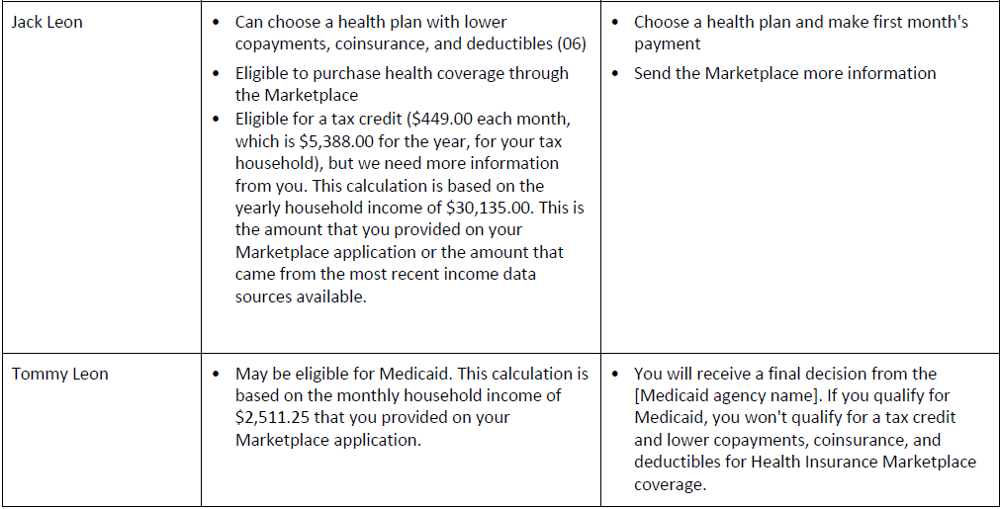 Jack Leon
• Can choose a health plan with lower
copayments, coinsurance, and deductibles (06)
• Eligible to purchase health coverage through
the Marketplace
• Eligible for a tax credit ($449.00 each month,
which is $5,388.00 for the year, for your tax
household), but we need more information
from you. This calculation is based on the
yearly household income of $30,135.00. This is
the amount that you provided on your
Marketplace application or the amount that
came from the most recent income data
sources available.
• Choose a health plan and make first month's
payment
• Send the Marketplace more information
Tommy Leon
• May be eligible for Medicaid. This calculation is
based on the monthly household income of
$2,511.25 that you provided on your
Marketplace application.
• You will receive a final decision from the
[Medicaid agency name]. If you qualify for
Medicaid, you won't qualify for a tax credit
and lower copayments, coinsurance, and
deductibles for Health Insurance Marketplace
coverage.